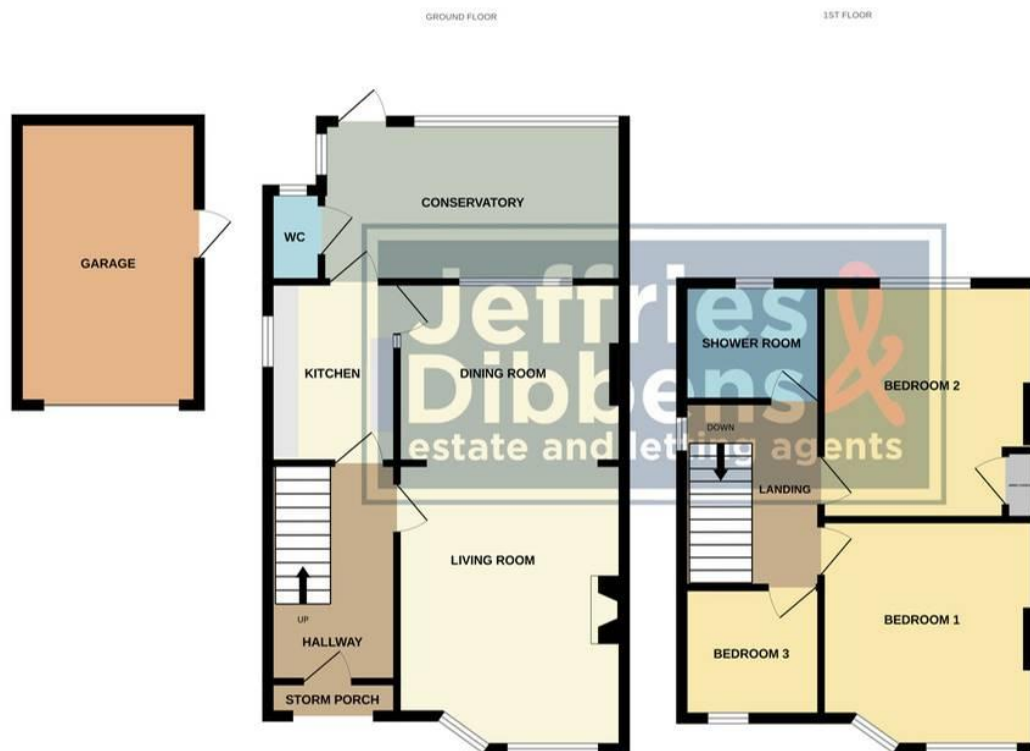 GROUND FLOOR
1ST FLOOR
GARAGE
CONSERVATORY
WC
KITCHEN
DINING ROOM
LIVING ROOM
UP
HALLWAY
STORM PORCH
SHOWER ROOM
BEDROOM 2
DOWN
LANDING
BEDROOM 1
BEDROOM 3
Jeffries &
Dibbens
estate and letting agents